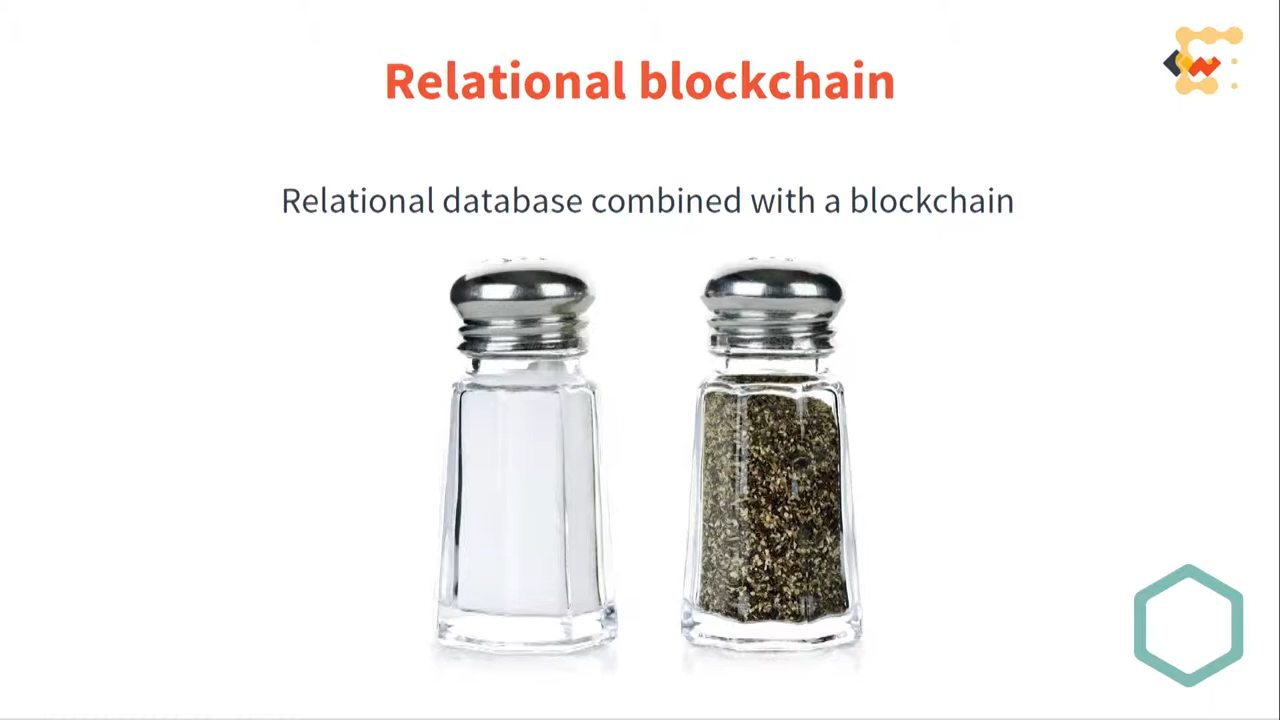 Relational blockchain
Relational database combined with a blockchain